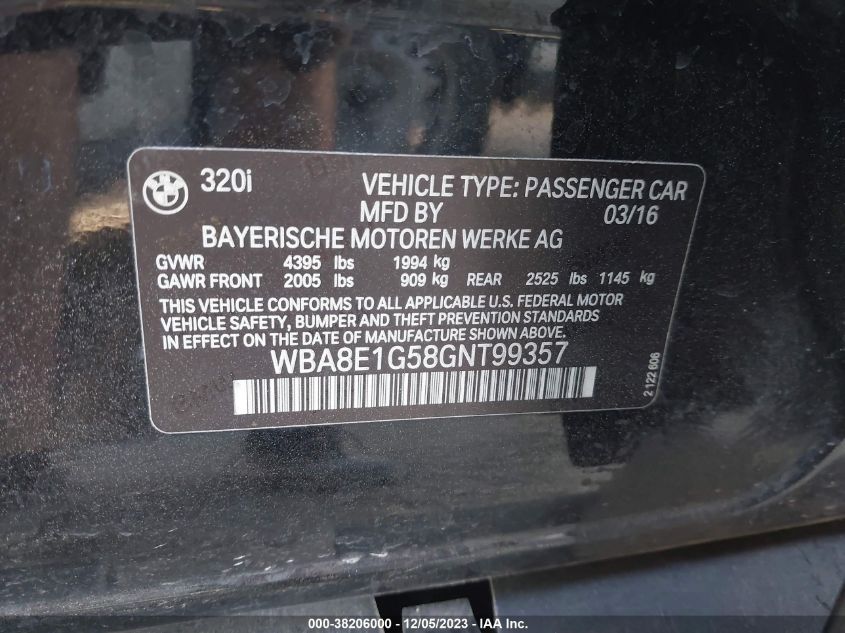 320i VEHICLE TYPE: PASSENGER CAR
MFD BY 03/16
BAYERISCHE MOTOREN WERKE AG
GVWR 4395 lbs 1994 kg
GAWR FRONT 2005 lbs 909 kg REAR 2525 lbs 1145 kg
THIS VEHICLE CONFORMS TO ALL APPLICABLE U.S. FEDERAL MOTOR
VEHICLE SAFETY, BUMPER AND THEFT PREVENTION STANDARDS
IN EFFECT ON THE DATE OF MANUFACTURE SHOWN ABOVE.
WBA8E1G58GNT99357
2 122 606
000-38206000 - 12/05/2023 - IAA Inc.